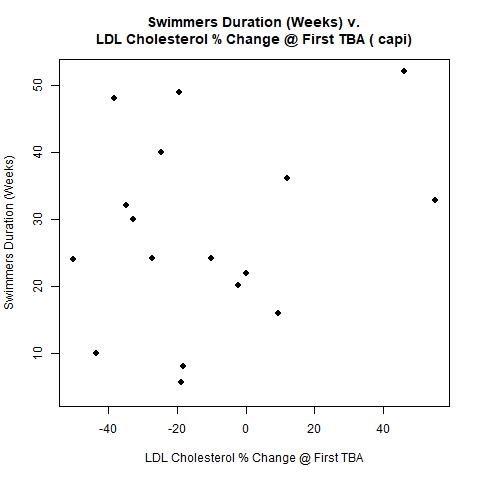 Swimmers Duration (Weeks) v.
LDL Cholesterol % Change @ First TBA ( capi)
Swimmers Duration (Weeks)
50
40
30
20
10
-40 -20 0 20 40
LDL Cholesterol % Change @ First TBA